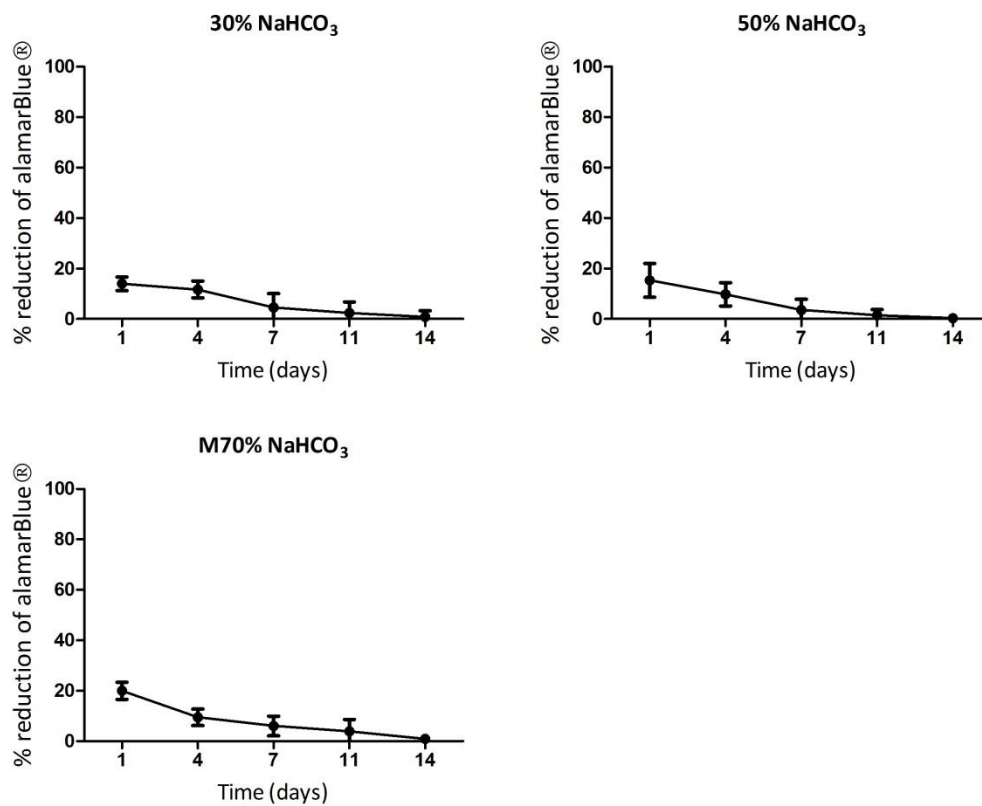 30% NaHCO₃
% reduction of alamarBlue®
100
80
60
40
20
0
1 4 7 11 14
Time (days)
50% NaHCO₃
% reduction of alamarBlue®
100
80
60
40
20
0
1 4 7 11 14
Time (days)
M70% NaHCO₃
% reduction of alamarBlue®
100
80
60
40
20
0
1 4 7 11 14
Time (days)